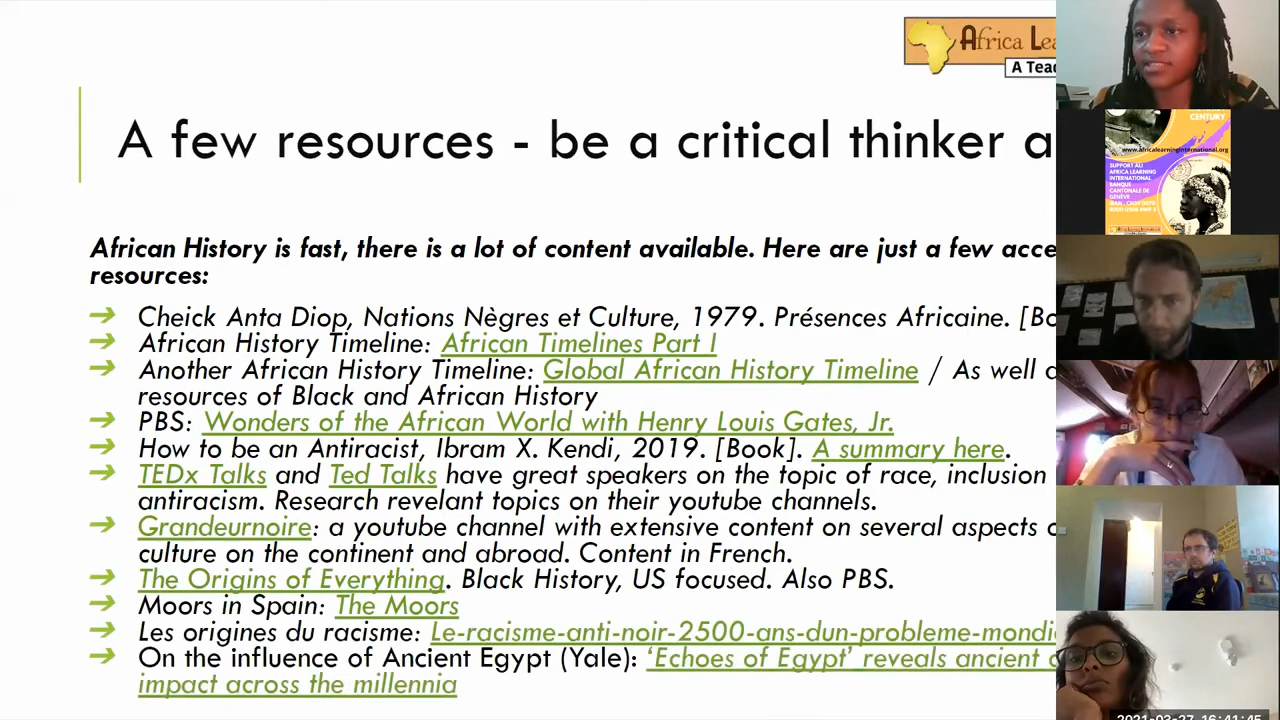 Africa Lea
A Teac
A few resources - be a critical thinker a
African History is fast, there is a lot of content available. Here are just a few acce
resources:
➔ Cheick Anta Diop, Nations Nègres et Culture, 1979. Présences Africaine. [Bo
➔ African History Timeline: African Timelines Part I
➔ Another African History Timeline: Global African History Timeline / As well a
resources of Black and African History
➔ PBS: Wonders of the African World with Henry Louis Gates, Jr.
➔ How to be an Antiracist, Ibram X. Kendi, 2019. [Book]. A summary here.
➔ TEDx Talks and Ted Talks have great speakers on the topic of race, inclusion
antiracism. Research revelant topics on their youtube channels.
➔ Grandeurnoire: a youtube channel with extensive content on several aspects o
culture on the continent and abroad. Content in French.
➔ The Origins of Everything. Black History, US focused. Also PBS.
➔ Moors in Spain: The Moors
➔ Les origines du racisme: Le-racisme-anti-noir-2500-ans-dun-probleme-mondi
➔ On the influence of Ancient Egypt (Yale): ‘Echoes of Egypt’ reveals ancient c
impact across the millennia
CENTURY
www.africalearninginternational.org
SUPPORT ALI
AFRICA LEARNING
INTERNATIONAL
BANQUE
CANTONALE DE
GENÈVE
2021-03-27 16:41:45